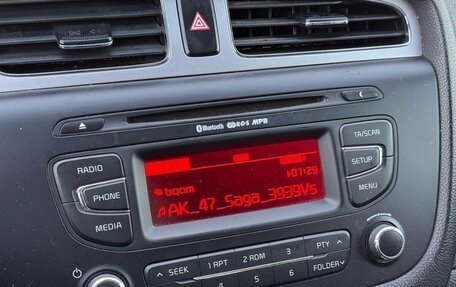 Bluetooth R·D·S MP3
RADIO
PHONE
MEDIA
TA/SCAN
SETUP
MENU
01:29
bqom
AK_47_Saga_3939Vs
SEEK
1 RPT
2 RDM
3
PTY
4
5
6
FOLDER